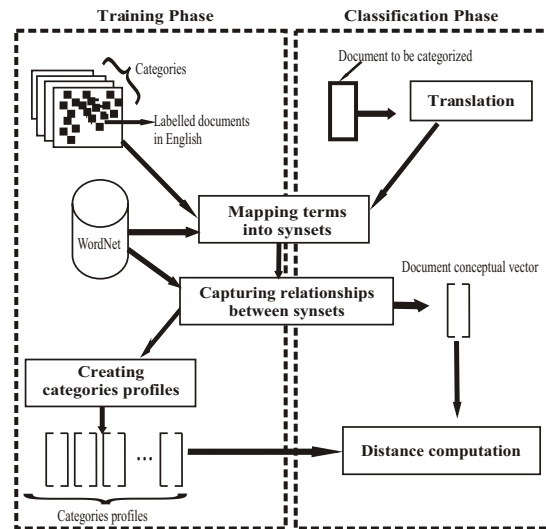 Training Phase
Classification Phase
Categories
Labelled documents
in English
Document to be categorized
Translation
Mapping terms
into synsets
WordNet
Capturing relationships
between synsets
Document conceptual vector
Creating
categories profiles
...
Distance computation
Categories profiles